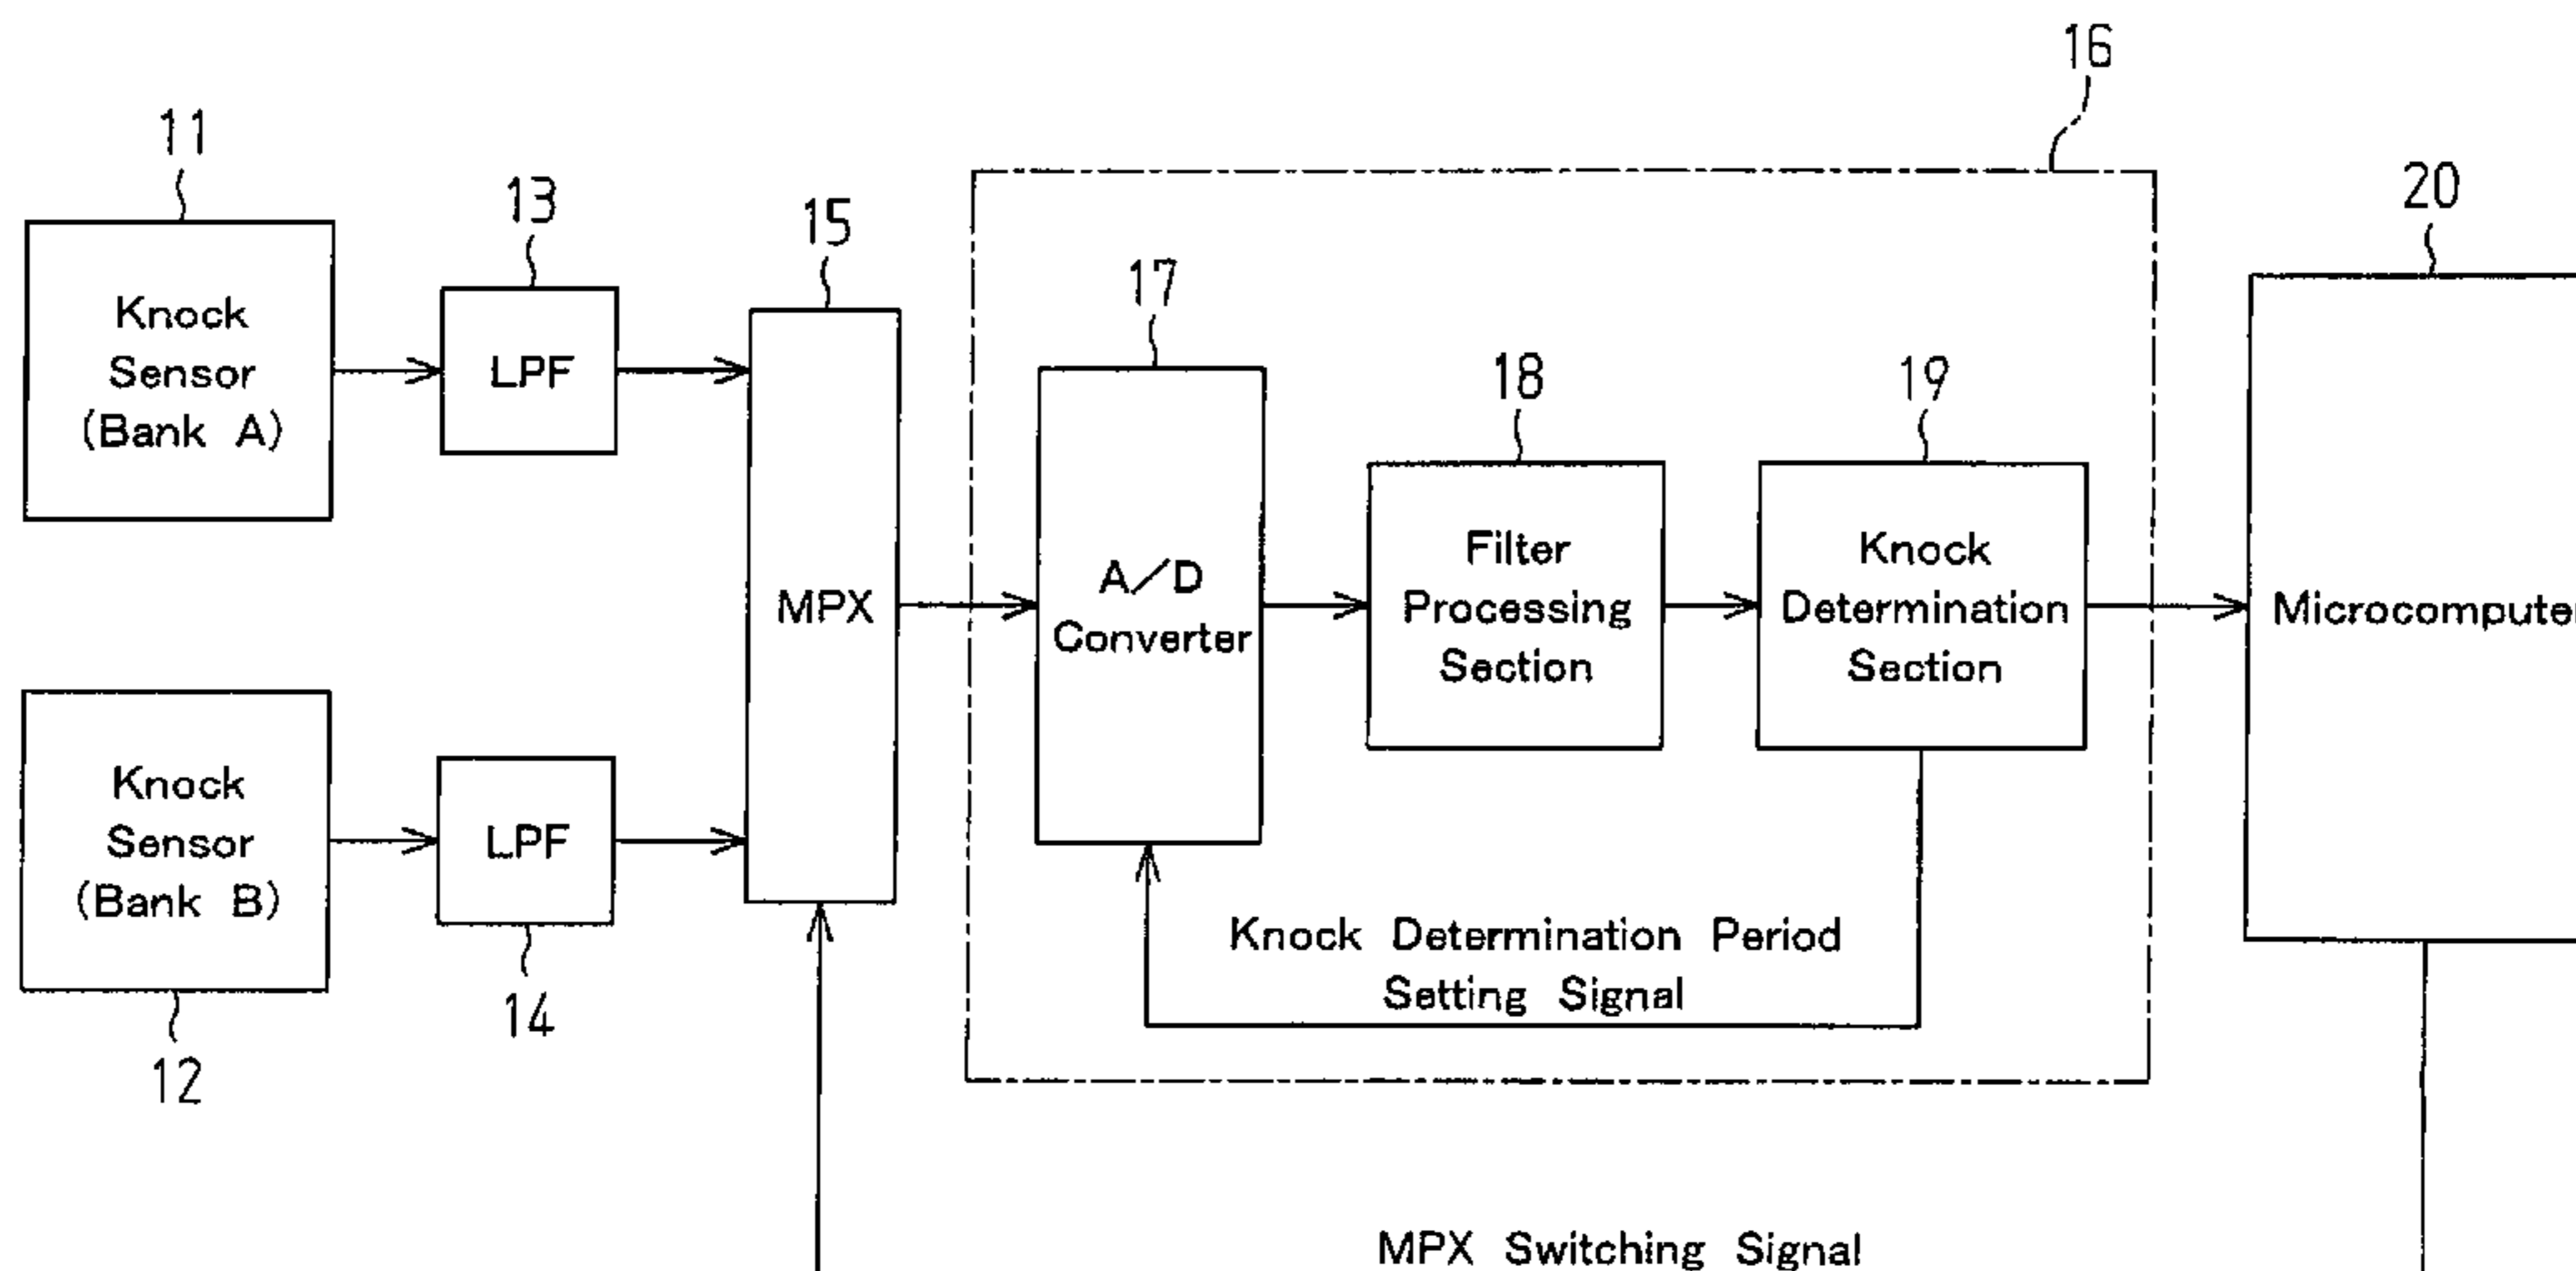 16
11
13
15
20
17
18
19
Knock
Sensor
(Bank A)
LPF
MPX
A/D
Converter
Filter
Processing
Section
Knock
Determination
Section
Microcompute
Knock
Sensor
(Bank B)
LPF
14
12
Knock Determination Period
Setting Signal
MPX Switching Signal